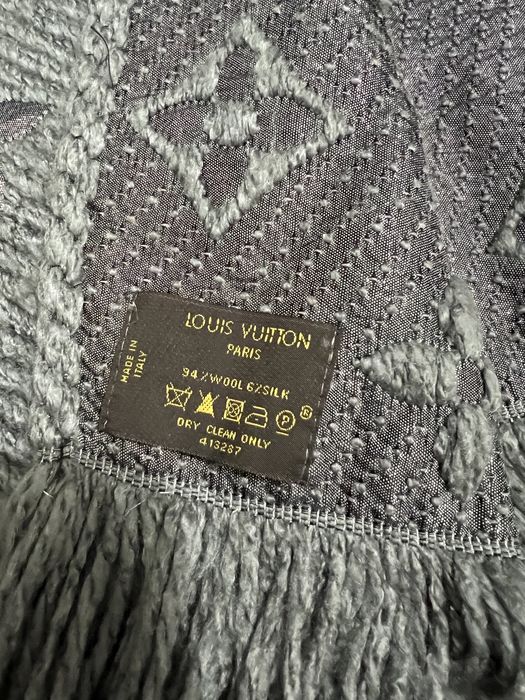 LOUIS VUITTON
PARIS
MADE IN
ITALY
94%WOOL 6%SILK
P
DRY CLEAN ONLY
413287